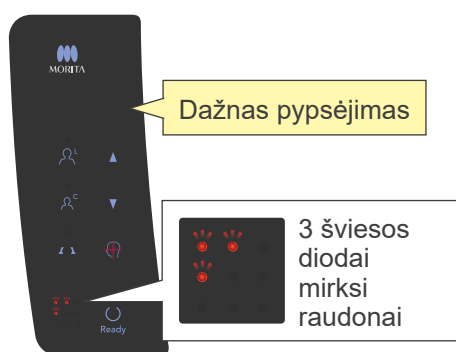 MORITA
Dažnas pypsėjimas
L
C
3 šviesos
diodai
mirksi
raudonai
Ready